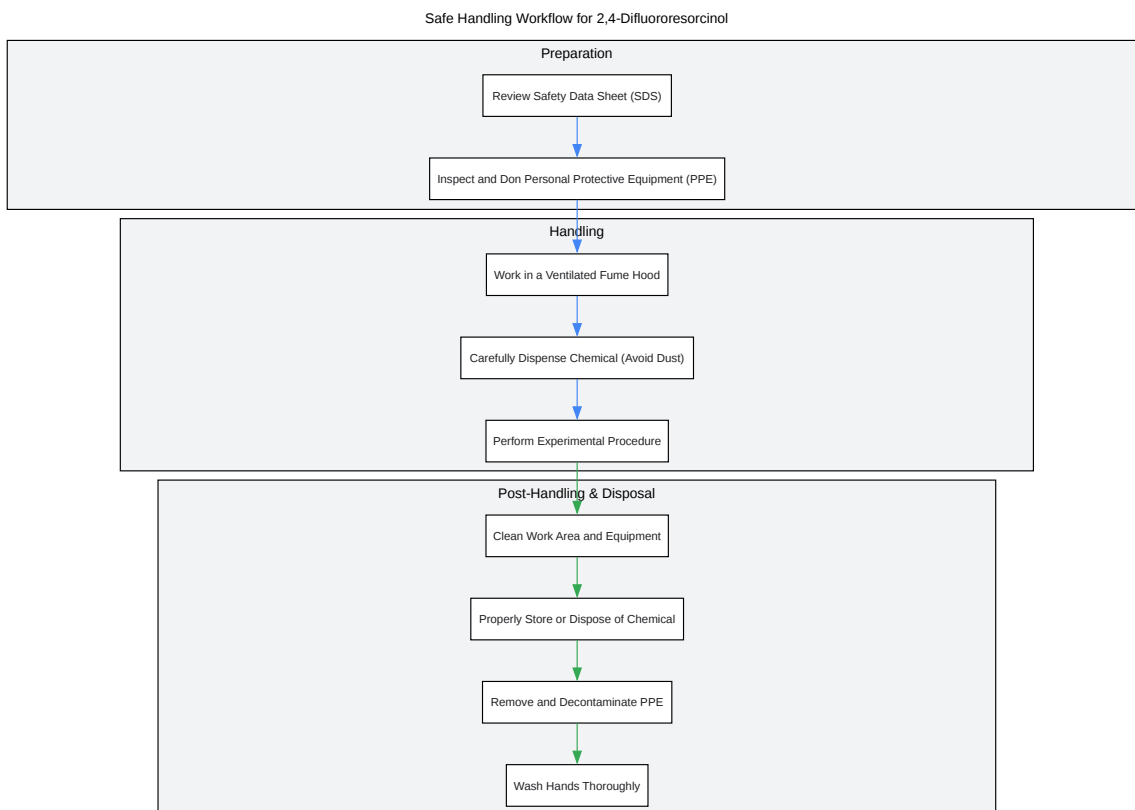 Safe Handling Workflow for 2,4-Difluororesorcinol
Preparation
Review Safety Data Sheet (SDS)
Inspect and Don Personal Protective Equipment (PPE)
Handling
Work in a Ventilated Fume Hood
Carefully Dispense Chemical (Avoid Dust)
Perform Experimental Procedure
Post-Handling & Disposal
Clean Work Area and Equipment
Properly Store or Dispose of Chemical
Remove and Decontaminate PPE
Wash Hands Thoroughly